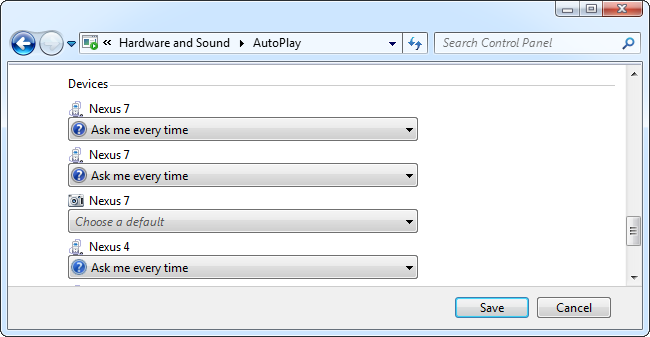 « Hardware and Sound ▸ AutoPlay
Search Control Panel
Devices
Nexus 7
Ask me every time
Nexus 7
Ask me every time
Nexus 7
Choose a default
Nexus 4
Ask me every time
Save
Cancel